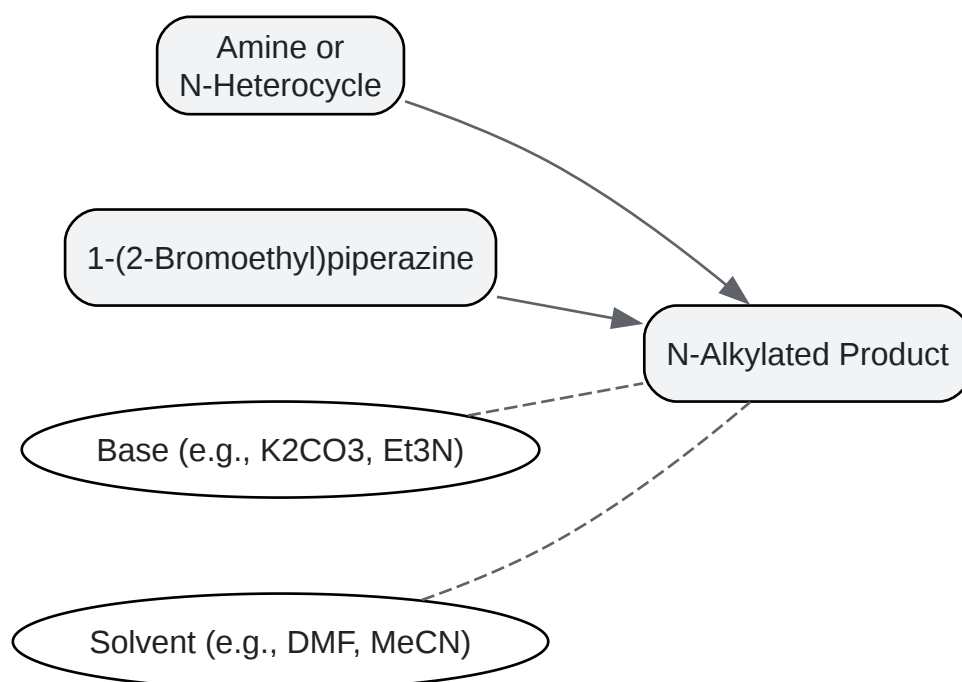 Amine or
N-Heterocycle
1-(2-Bromoethyl)piperazine
N-Alkylated Product
Base (e.g., K2CO3, Et3N)
Solvent (e.g., DMF, MeCN)